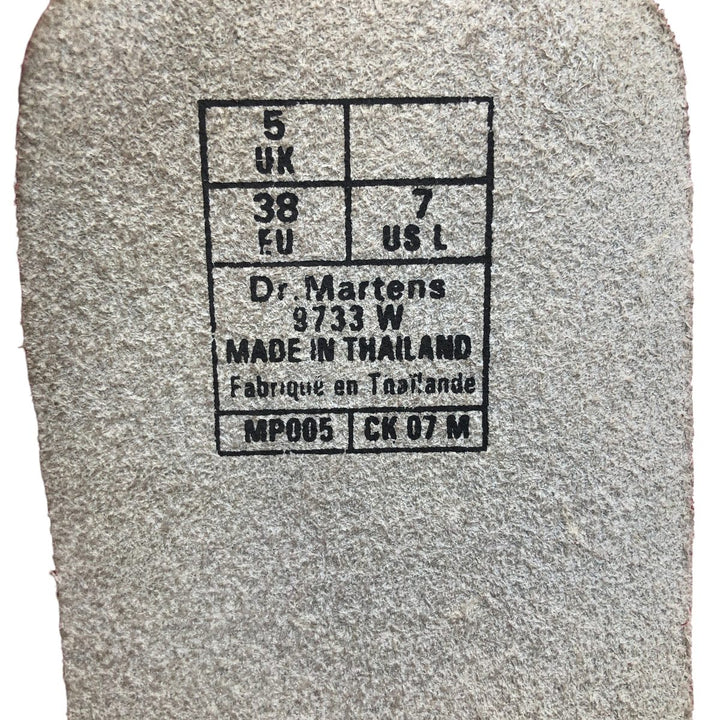 5
UK
38
EU
7
US L
Dr. Martens
9733 W
MADE IN THAILAND
Fabriqué en Thaïlande
MP005
CK 07 M